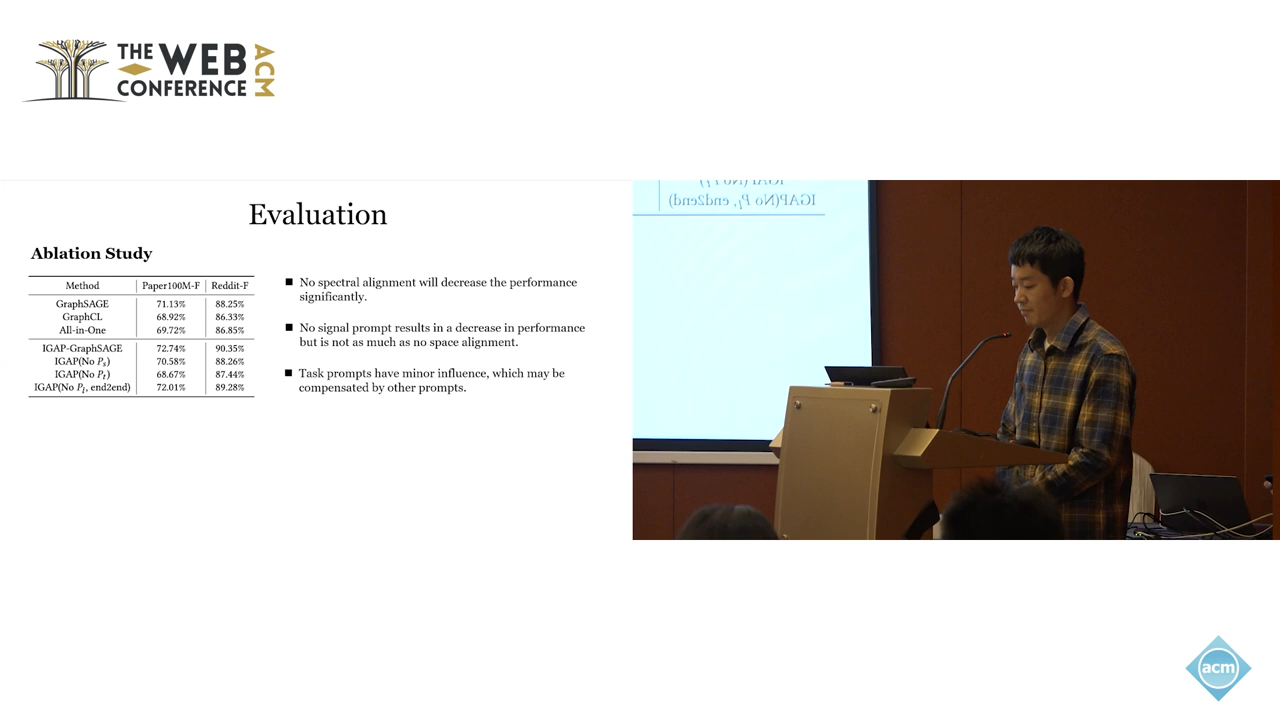 THE WEB
CONFERENCE
ACM
Evaluation
Ablation Study
Method Paper100M-F Reddit-F
GraphSAGE 71.13% 88.25%
GraphCL 68.92% 86.33%
All-in-One 69.72% 86.85%
IGAP-GraphSAGE 72.74% 90.35%
IGAP(No Ps) 70.58% 88.26%
IGAP(No Pr) 68.67% 87.44%
IGAP(No Pl, end2end) 72.01% 89.28%
■ No spectral alignment will decrease the performance
significantly.
■ No signal prompt results in a decrease in performance
but is not as much as no space alignment.
■ Task prompts have minor influence, which may be
compensated by other prompts.
IGAP(No Pl, end2end)
acm